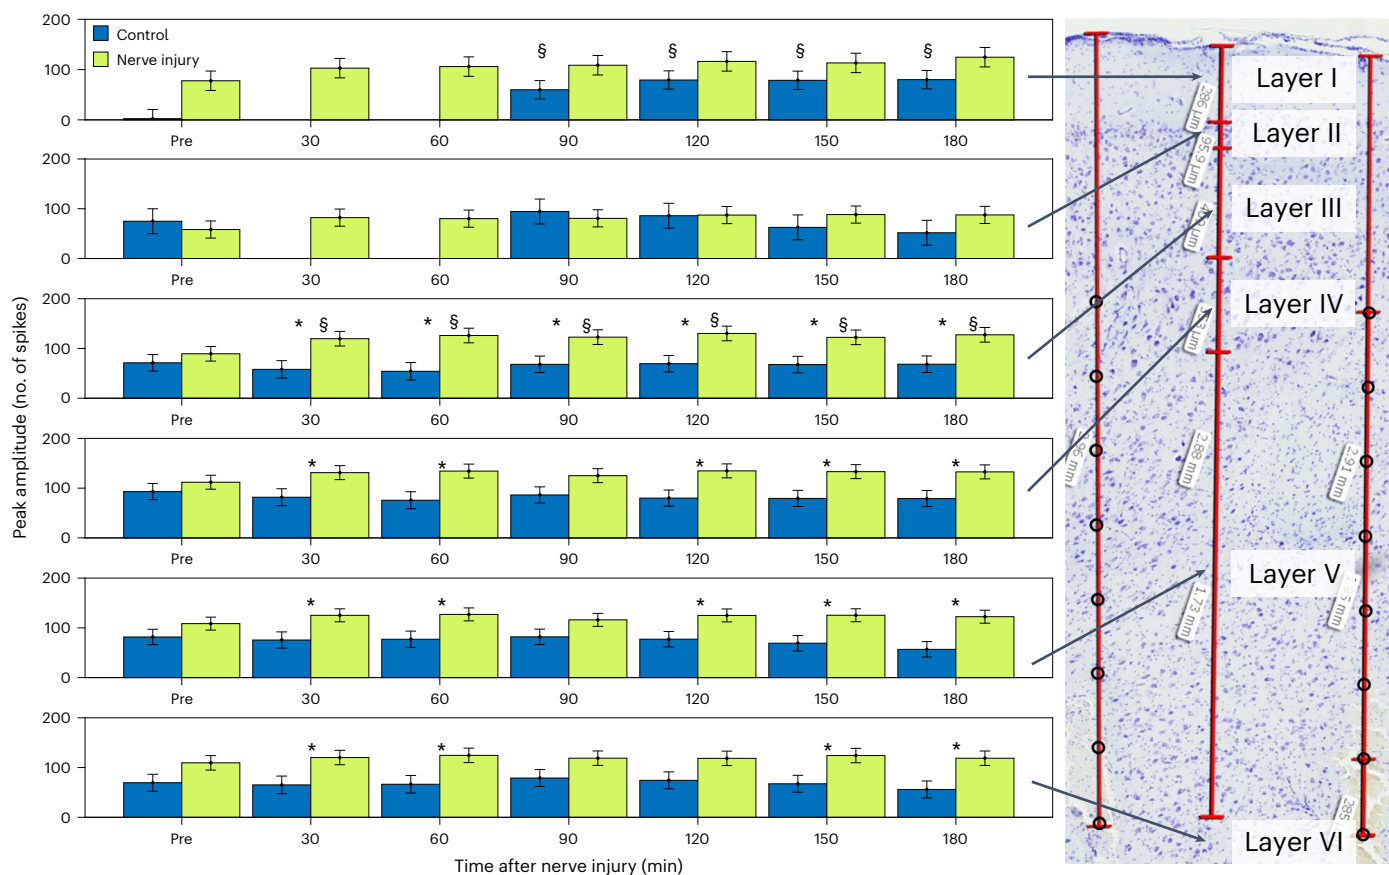 Control
Nerve injury
200
100
0
§ § § §
Pre 30 60 90 120 150 180
200
100
0
Pre 30 60 90 120 150 180
200
100
0
* § * § * § * § * § * §
Pre 30 60 90 120 150 180
200
100
0
* * * * *
Pre 30 60 90 120 150 180
200
100
0
* * * * *
Pre 30 60 90 120 150 180
200
100
0
* * * *
Pre 30 60 90 120 150 180
Peak amplitude (no. of spikes)
Time after nerve injury (min)
Layer I
286 µm
Layer II
95.9 µm
Layer III
Layer IV
2.88 mm
2.91 mm
Layer V
1.73 mm
Layer VI
285